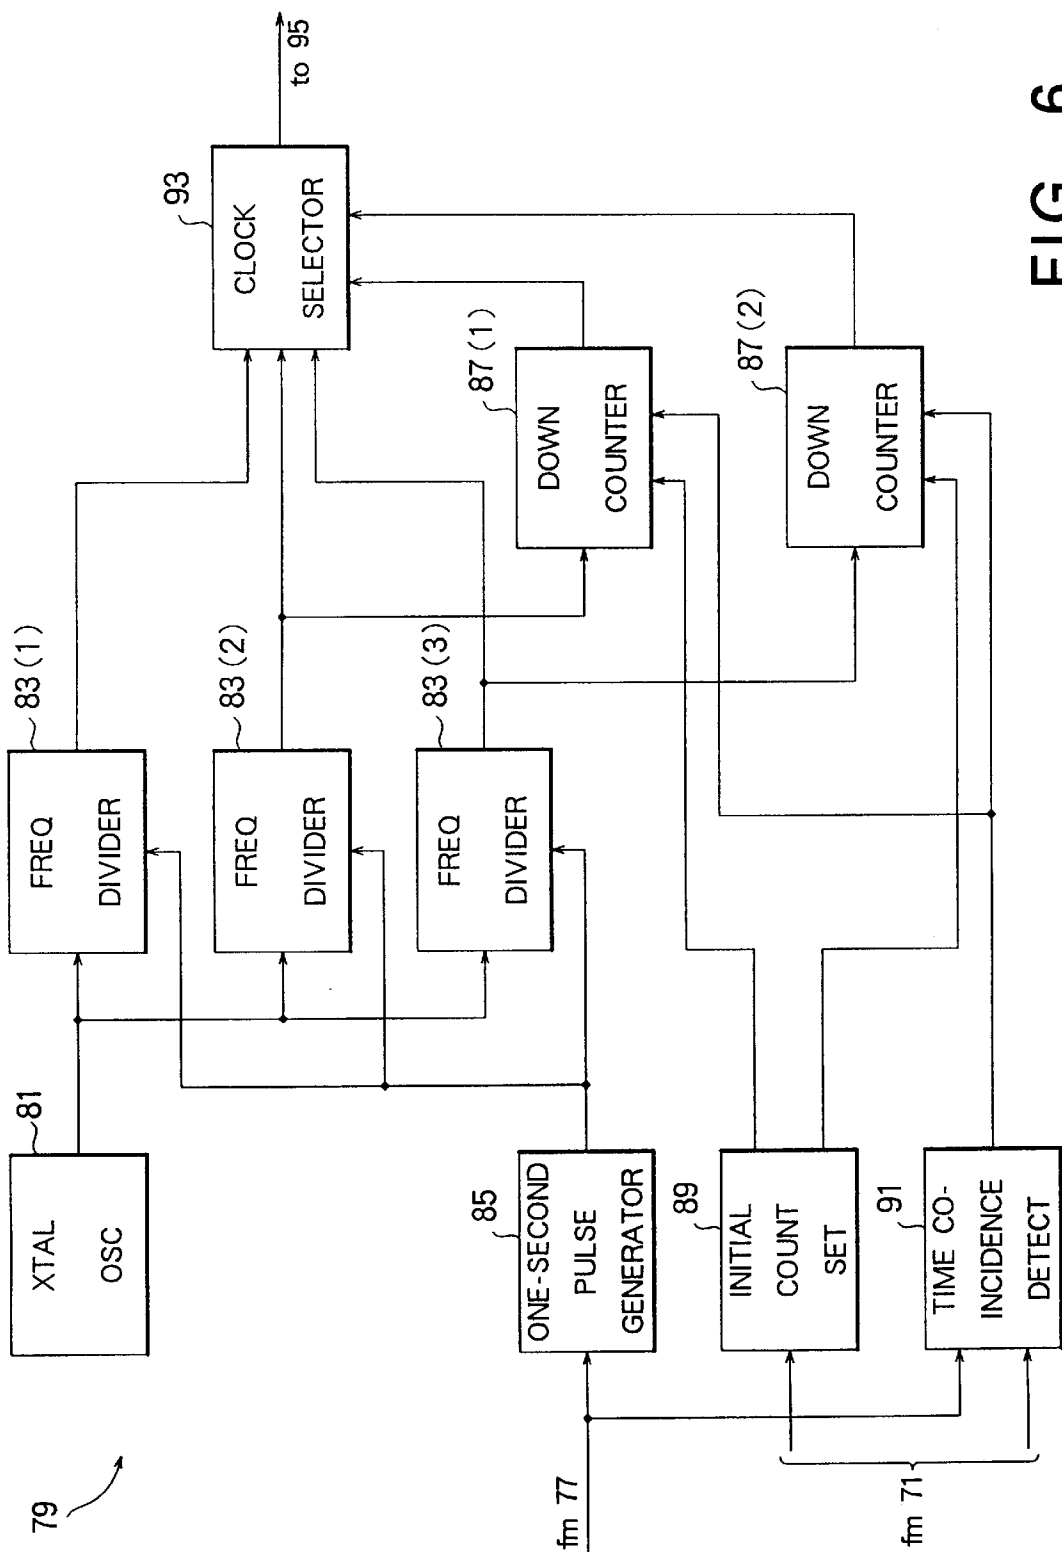 79
XTAL
OSC
81
FREQ
DIVIDER
83(1)
FREQ
DIVIDER
83(2)
FREQ
DIVIDER
83(3)
CLOCK
SELECTOR
93
to 95
fm 77
ONE-SECOND
PULSE
GENERATOR
85
DOWN
COUNTER
87(1)
INITIAL
COUNT
SET
89
DOWN
COUNTER
87(2)
fm 71
TIME CO-
INCIDENCE
DETECT
91
FIG 6